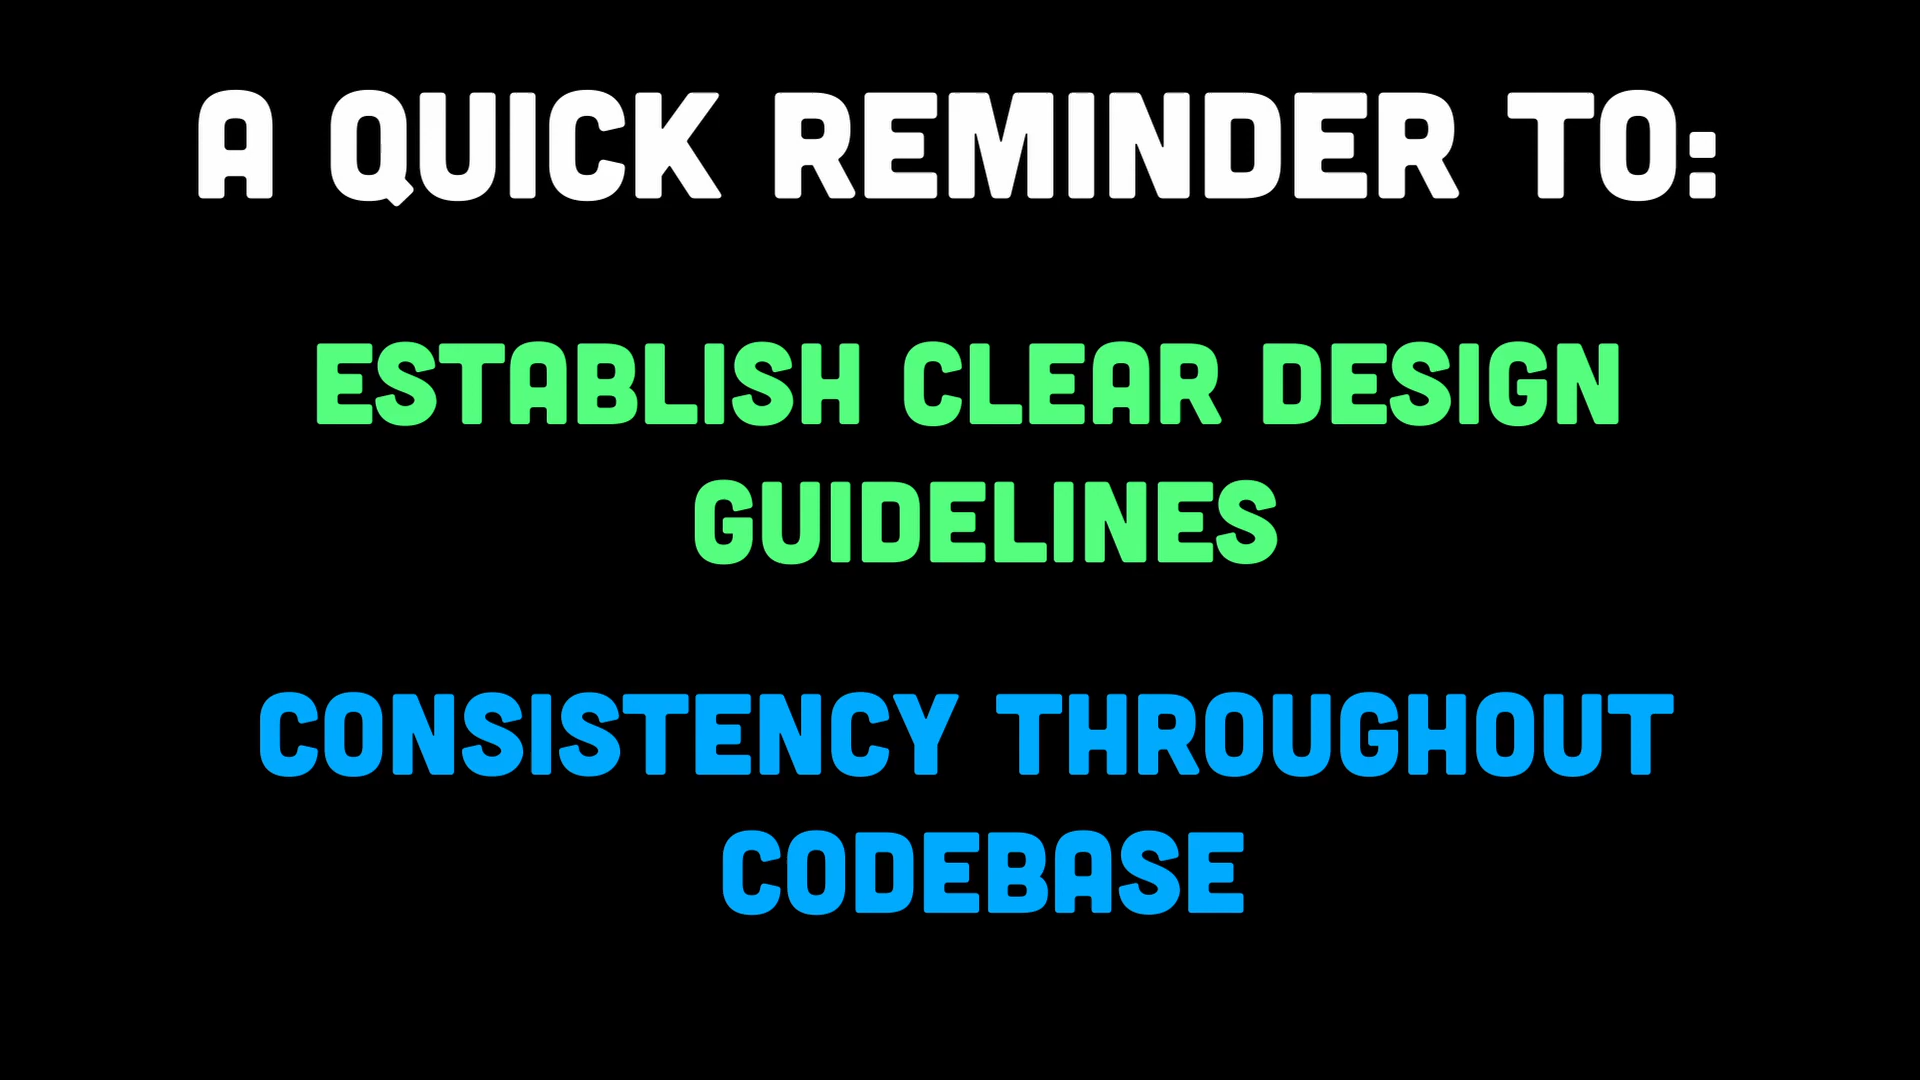 A QUICK REMINDER TO:
ESTABLISH CLEAR DESIGN
GUIDELINES
CONSISTENCY THROUGHOUT
CODEBASE